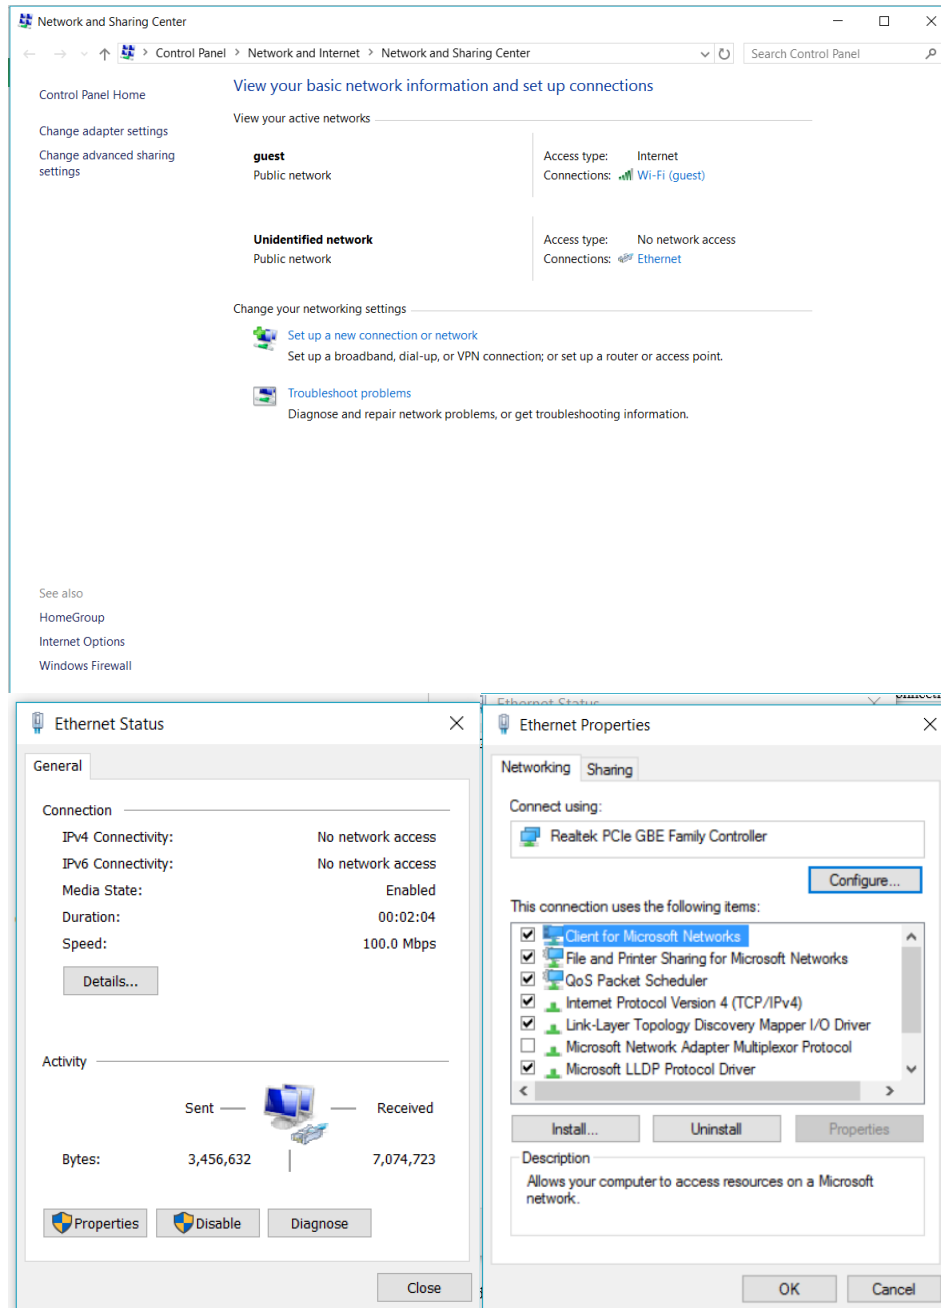 Network and Sharing Center
Control Panel > Network and Internet > Network and Sharing Center
Search Control Panel
Control Panel Home
Change adapter settings
Change advanced sharing
settings
View your basic network information and set up connections
View your active networks
guest
Public network
Access type: Internet
Connections: Wi-Fi (guest)
Unidentified network
Public network
Access type: No network access
Connections: Ethernet
Change your networking settings
Set up a new connection or network
Set up a broadband, dial-up, or VPN connection; or set up a router or access point.
Troubleshoot problems
Diagnose and repair network problems, or get troubleshooting information.
See also
HomeGroup
Internet Options
Windows Firewall
Ethernet Status
General
Connection
IPv4 Connectivity: No network access
IPv6 Connectivity: No network access
Media State: Enabled
Duration: 00:02:04
Speed: 100.0 Mbps
Details...
Activity
Sent Received
Bytes: 3,456,632 7,074,723
Properties Disable Diagnose
Close
Ethernet Status
Ethernet Properties
Networking Sharing
Connect using:
Realtek PCIe GBE Family Controller
Configure...
This connection uses the following items:
Client for Microsoft Networks
File and Printer Sharing for Microsoft Networks
QoS Packet Scheduler
Internet Protocol Version 4 (TCP/IPv4)
Link-Layer Topology Discovery Mapper I/O Driver
Microsoft Network Adapter Multiplexor Protocol
Microsoft LLDP Protocol Driver
Install... Uninstall Properties
Description
Allows your computer to access resources on a Microsoft
network.
OK Cancel